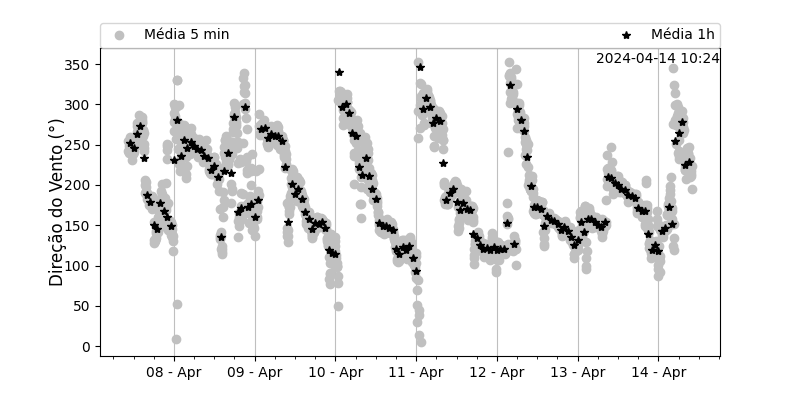 Média 5 min
Média 1h
2024-04-14 10:24
Direção do Vento (°)
350
300
250
200
150
100
50
0
08 - Apr
09 - Apr
10 - Apr
11 - Apr
12 - Apr
13 - Apr
14 - Apr